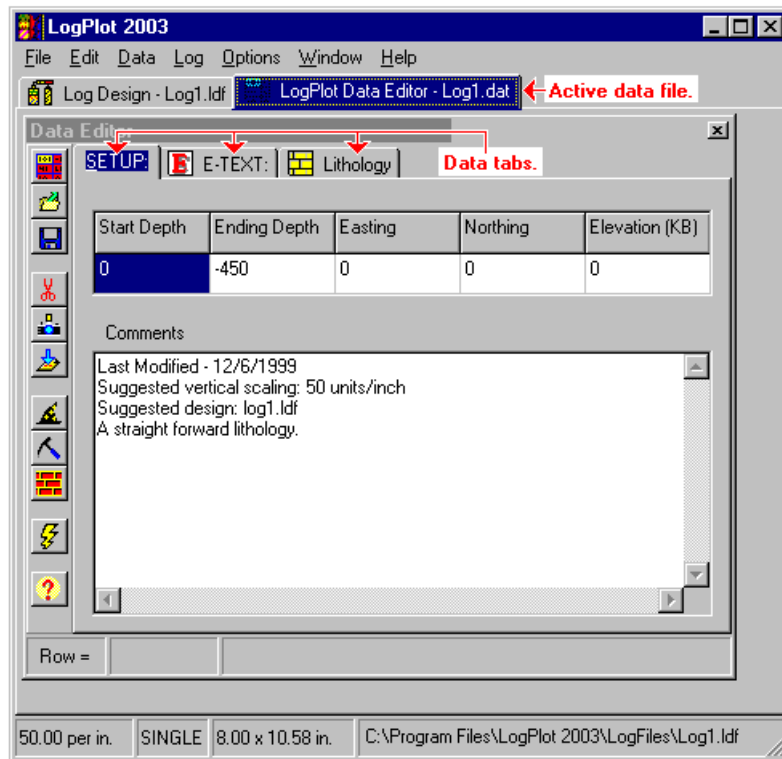 LogPlot 2003
File Edit Data Log Options Window Help
Log Design - Log1.ldf LogPlot Data Editor - Log1.dat Active data file.
Data Editor
SETUP: E E-TEXT: Lithology Data tabs.
Start Depth Ending Depth Easting Northing Elevation (KB)
0 -450 0 0 0
Comments
Last Modified - 12/6/1999
Suggested vertical scaling: 50 units/inch
Suggested design: log1.ldf
A straight forward lithology.
?
Row =
50.00 per in. SINGLE 8.00 x 10.58 in. C:\Program Files\LogPlot 2003\LogFiles\Log1.ldf